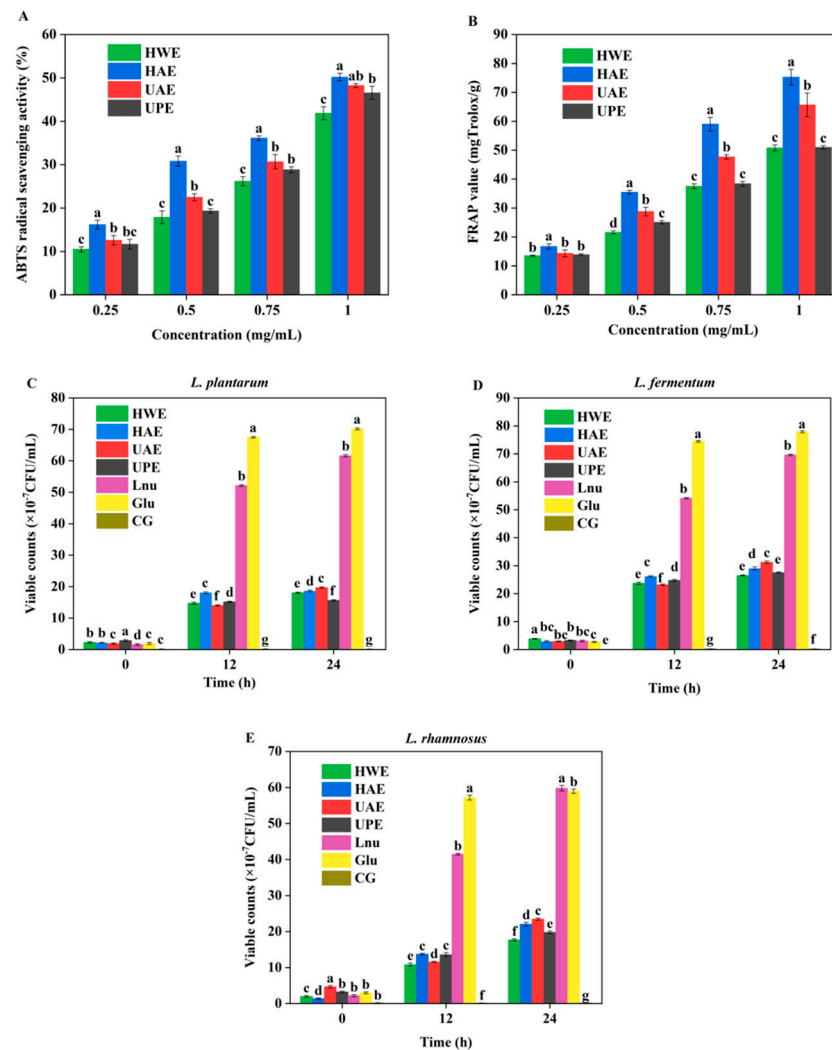 A
HWE
HAE
UAE
UPE
ABTS radical scavenging activity (%)
60
50
40
30
20
10
0
c a b bc
c a b b
c a b b
c a ab b
0.25 0.5 0.75 1
Concentration (mg/mL)
B
HWE
HAE
UAE
UPE
FRAP value (mgTrolox/g)
90
80
70
60
50
40
30
20
10
0
b a b b
d a b c
c a b c
c a b c
0.25 0.5 0.75 1
Concentration (mg/mL)
C
L. plantarum
HWE
HAE
UAE
UPE
Lnu
Glu
CG
Viable counts (×10⁻⁷CFU/mL)
80
70
60
50
40
30
20
10
0
b b c a d c c
e c f d b a g
e d c f b a g
0 12 24
Time (h)
D
L. fermentum
HWE
HAE
UAE
UPE
Lnu
Glu
CG
Viable counts (×10⁻⁷CFU/mL)
90
80
70
60
50
40
30
20
10
0
a bc bc b bc c e
e c f d b a g
e d c e b a f
0 12 24
Time (h)
E
L. rhamnosus
HWE
HAE
UAE
UPE
Lnu
Glu
CG
Viable counts (×10⁻⁷CFU/mL)
70
60
50
40
30
20
10
0
c d a b b b b
e c d c b a f
f d c e a b g
0 12 24
Time (h)